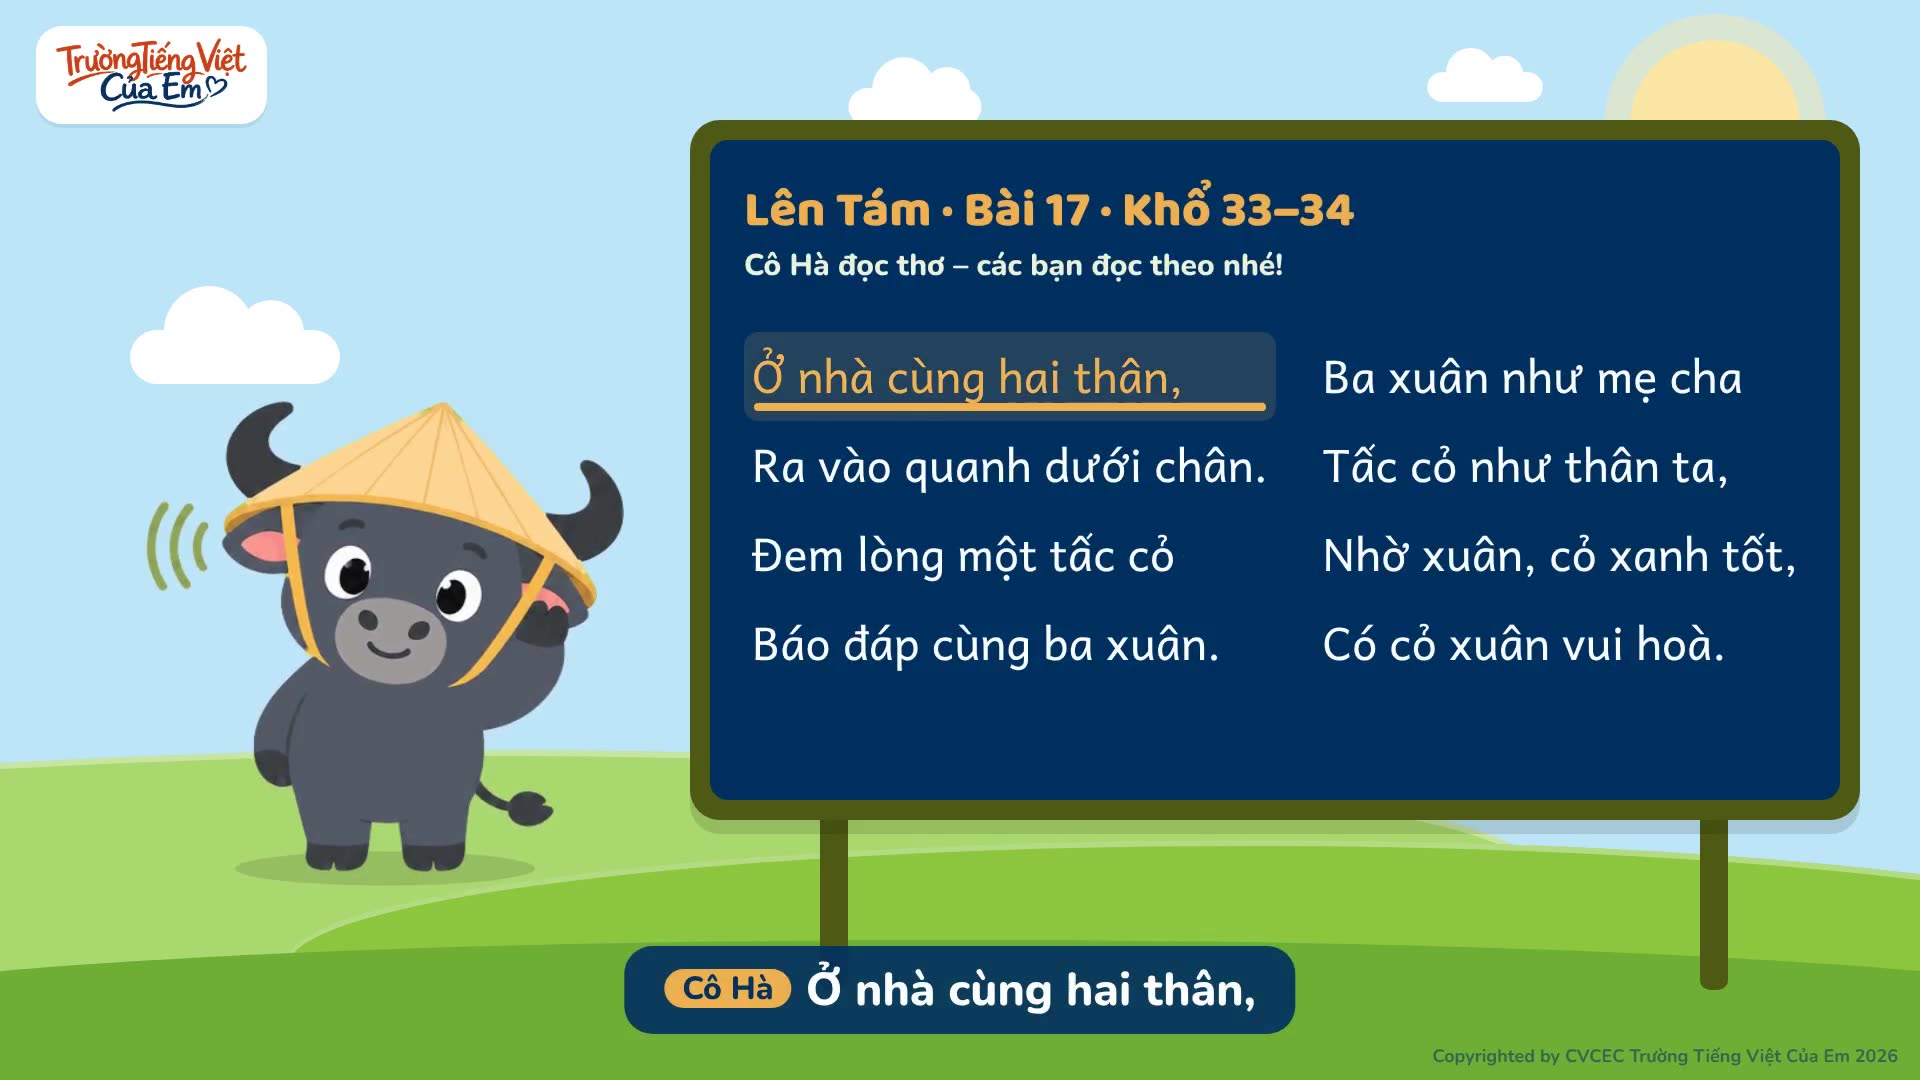 Trường Tiếng Việt
Của Em
Lên Tám · Bài 17 · Khổ 33–34
Cô Hà đọc thơ – các bạn đọc theo nhé!
Ở nhà cùng hai thân,
Ra vào quanh dưới chân.
Đem lòng một tấc cỏ
Báo đáp cùng ba xuân.
Ba xuân như mẹ cha
Tấc cỏ như thân ta,
Nhờ xuân, cỏ xanh tốt,
Có cỏ xuân vui hoà.
Cô Hà Ở nhà cùng hai thân,
Copyrighted by CVCEC Trường Tiếng Việt Của Em 2026